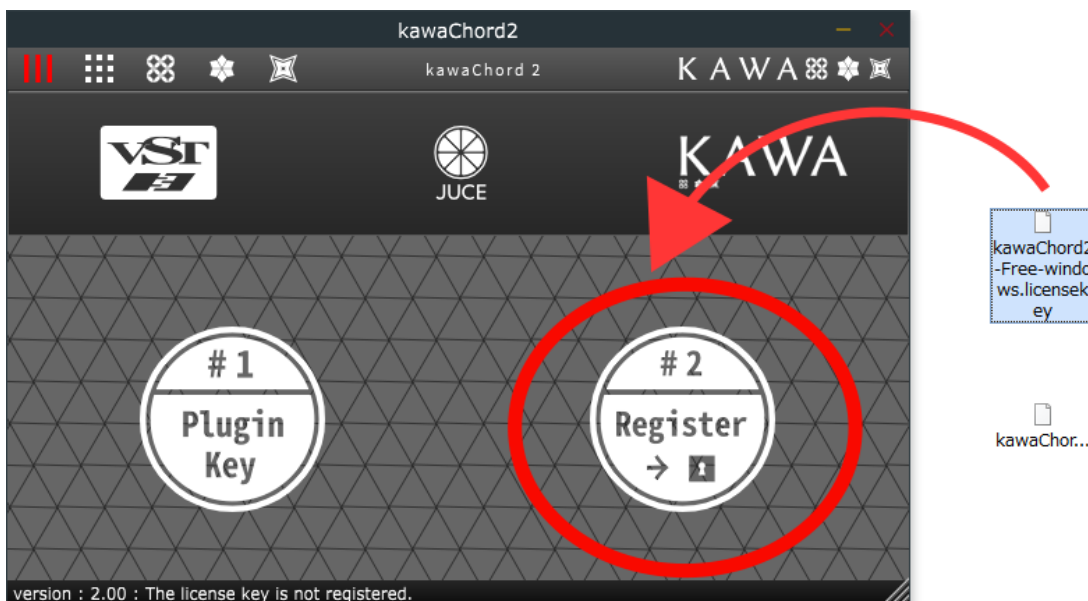 kawaChord2
kawaChord 2
KAWA
VST
JUCE
KAWA
kawaChord2
-Free-windo
ws.licensek
ey
# 1
Plugin
Key
# 2
Register
→
kawaChor...
version : 2.00 : The license key is not registered.